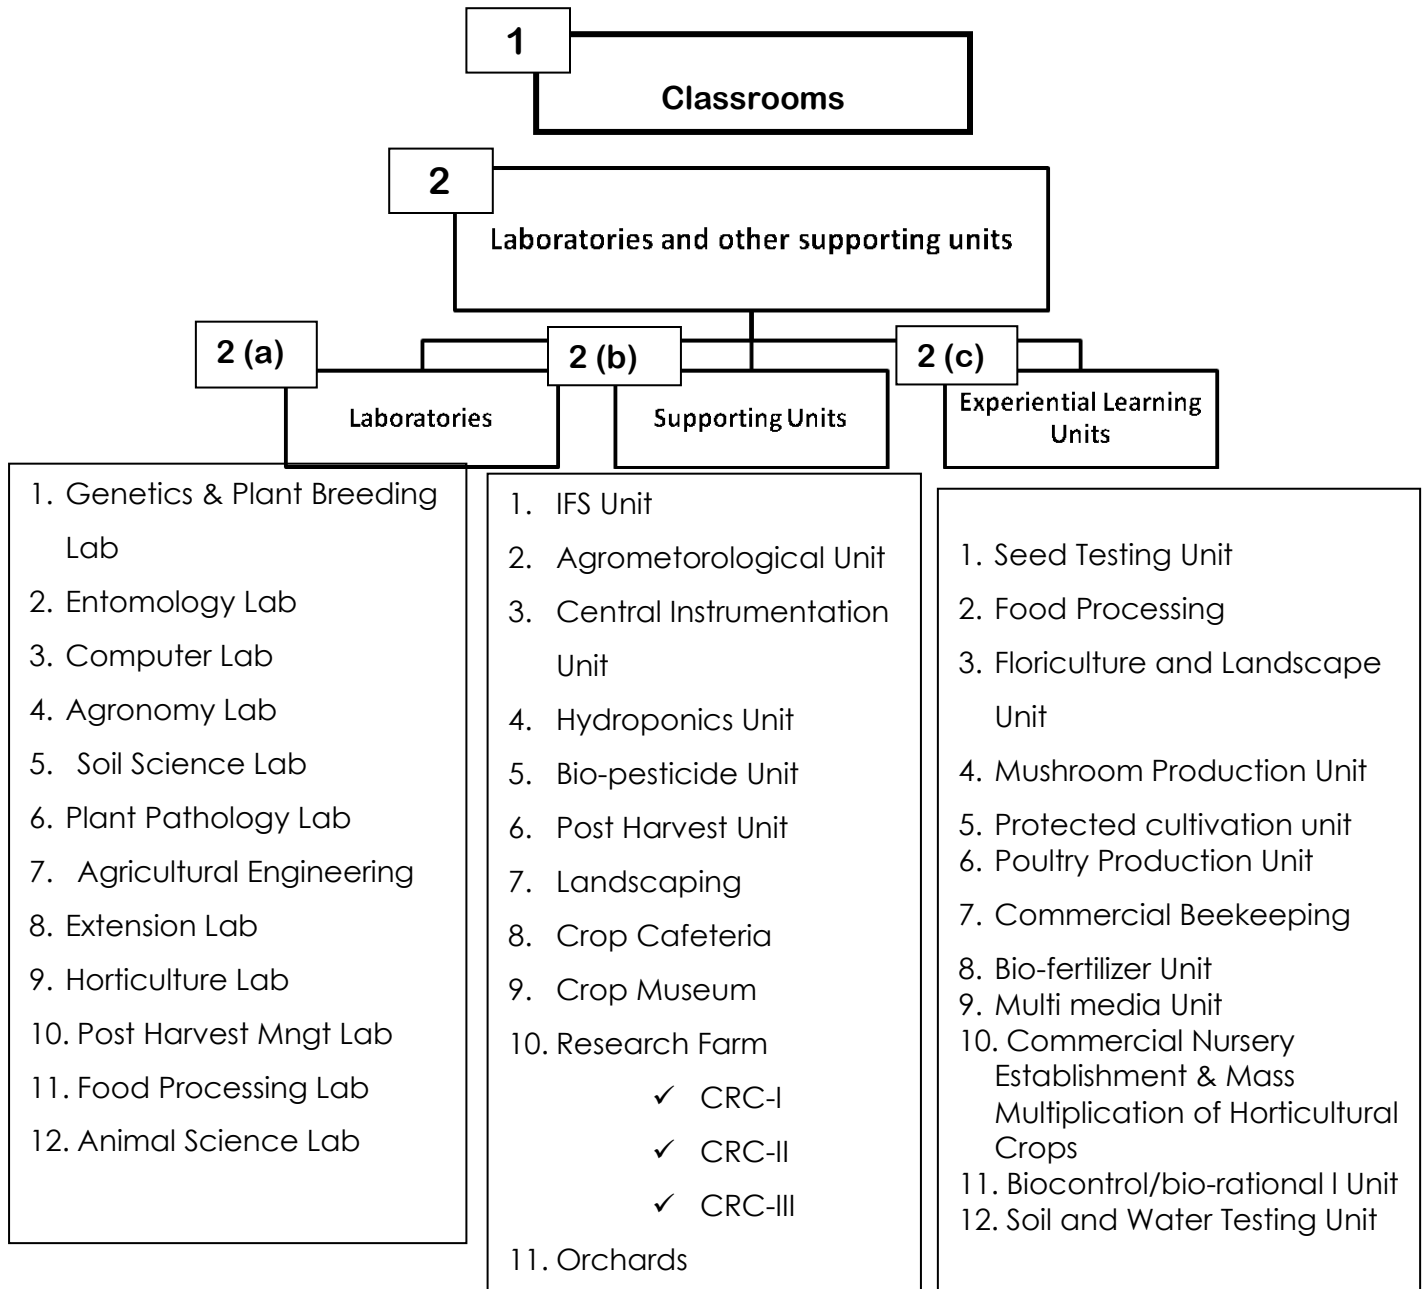 1
Classrooms
2
Laboratories and other supporting units
2 (a)
Laboratories
2 (b)
Supporting Units
2 (c)
Experiential Learning
Units
1. Genetics & Plant Breeding
Lab
2. Entomology Lab
3. Computer Lab
4. Agronomy Lab
5. Soil Science Lab
6. Plant Pathology Lab
7. Agricultural Engineering
8. Extension Lab
9. Horticulture Lab
10. Post Harvest Mngt Lab
11. Food Processing Lab
12. Animal Science Lab
1. IFS Unit
2. Agrometorological Unit
3. Central Instrumentation
Unit
4. Hydroponics Unit
5. Bio-pesticide Unit
6. Post Harvest Unit
7. Landscaping
8. Crop Cafeteria
9. Crop Museum
10. Research Farm
✓ CRC-I
✓ CRC-II
✓ CRC-III
11. Orchards
1. Seed Testing Unit
2. Food Processing
3. Floriculture and Landscape
Unit
4. Mushroom Production Unit
5. Protected cultivation unit
6. Poultry Production Unit
7. Commercial Beekeeping
8. Bio-fertilizer Unit
9. Multi media Unit
10. Commercial Nursery
Establishment & Mass
Multiplication of Horticultural
Crops
11. Biocontrol/bio-rational l Unit
12. Soil and Water Testing Unit